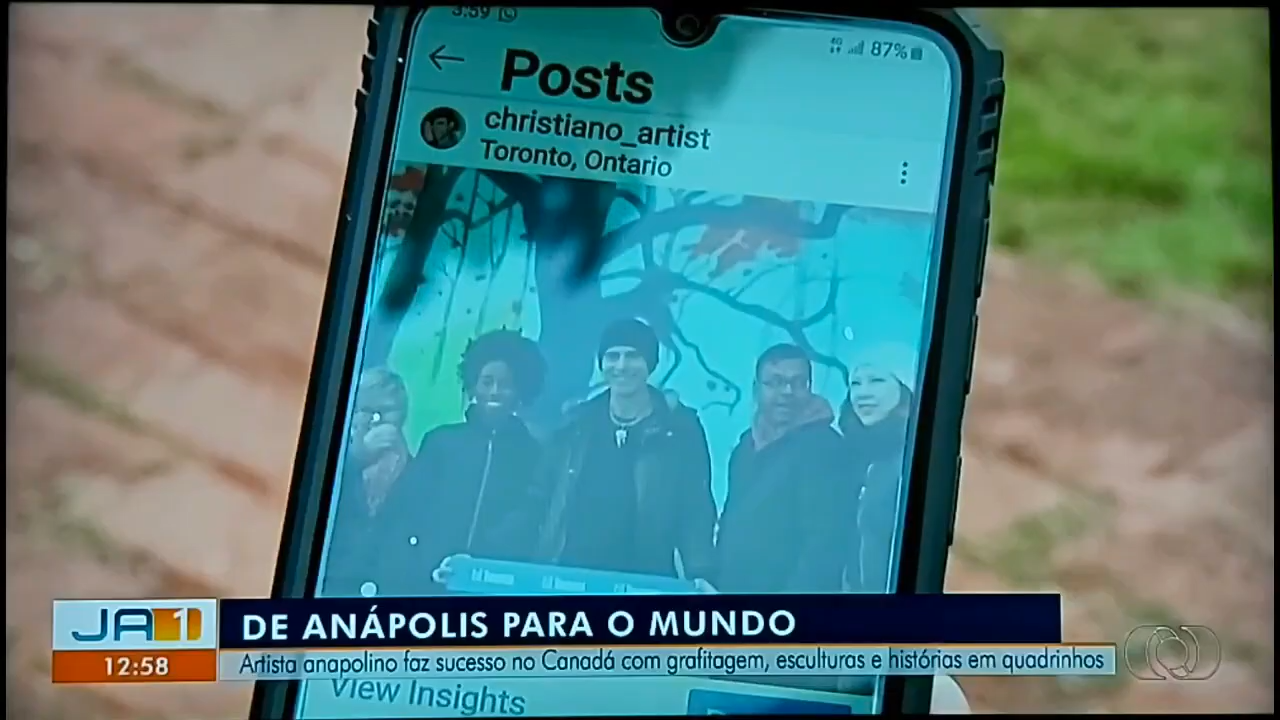 3:59
4G 87%
Posts
christiano_artist
Toronto, Ontario
JA1
DE ANÁPOLIS PARA O MUNDO
12:58
Artista anapolino faz sucesso no Canadá com grafitagem, esculturas e histórias em quadrinhos
View Insights